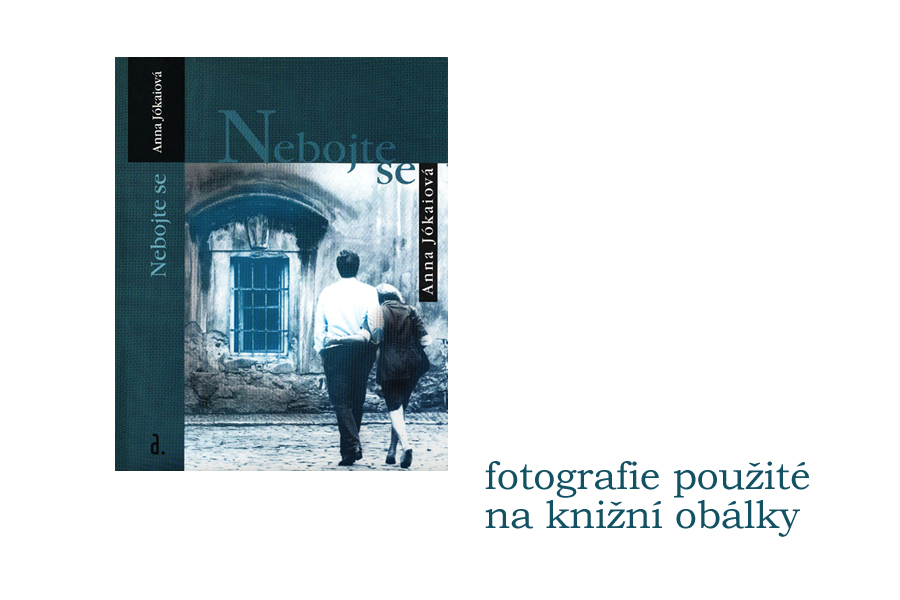 Anna Jókaiová
Nebojte se
a.
Nebojte
se
Anna Jókaiová
fotografie použité
na knižní obálky